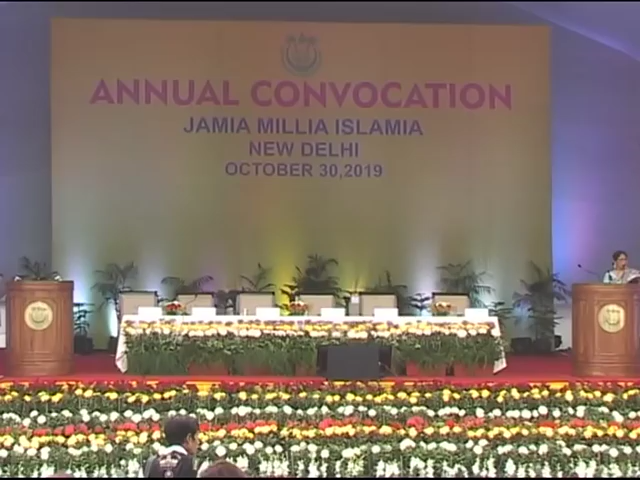 ANNUAL CONVOCATION
JAMIA MILLIA ISLAMIA
NEW DELHI
OCTOBER 30,2019